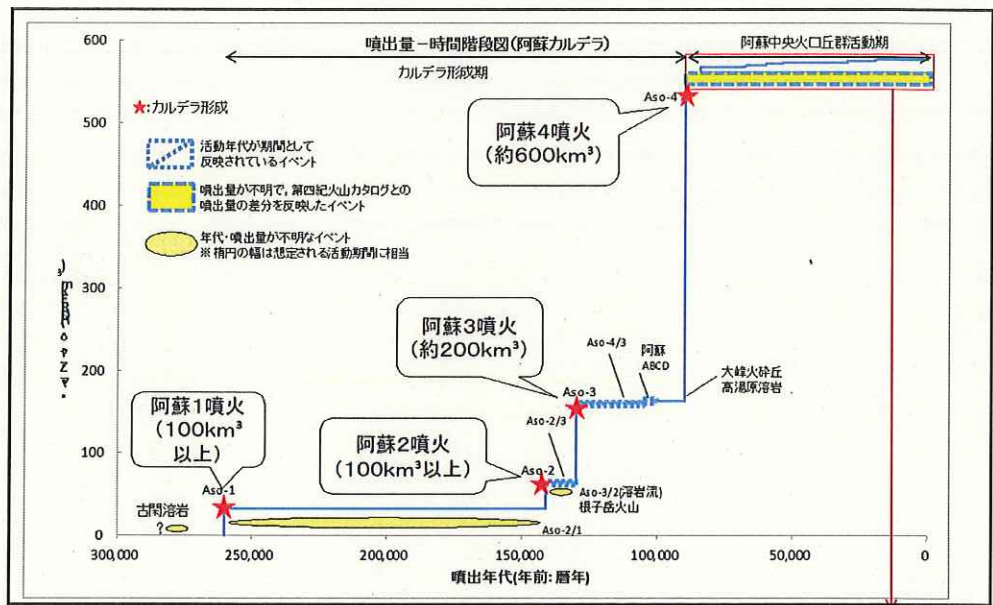 噴出量－時間階段図(阿蘇カルデラ)
カルデラ形成期
阿蘇中央火口丘群活動期
★:カルデラ形成
活動年代が期間として
反映されているイベント
噴出量が不明で，第四紀火山カタログとの
噴出量の差分を反映したイベント
年代・噴出量が不明なイベント
※楕円の幅は想定される活動期間に相当
600
500
400
300
200
100
0
Aso-4
阿蘇4噴火
(約600km³)
阿蘇3噴火
(約200km³)
Aso-3
Aso-4/3
阿蘇
ABCD
大峰火砕丘
高遊原溶岩
Aso-2/3
阿蘇2噴火
(100km³以上)
Aso-2
Aso-3/2(溶岩流)
根子岳火山
阿蘇1噴火
(100km³
以上)
Aso-1
古閑溶岩
?
Aso-2/1
300,000
250,000
200,000
150,000
100,000
50,000
0
噴出年代(年前:暦年)